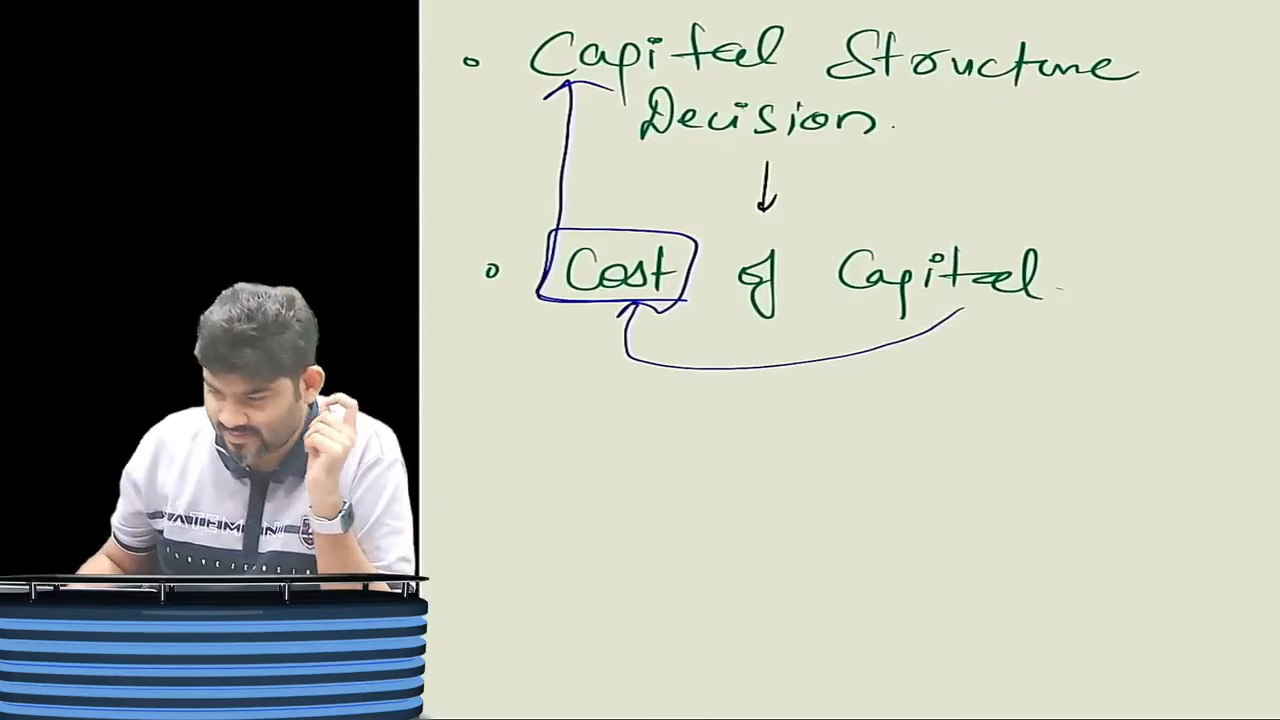 • Capital Structure
Decision.
• Cost of Capital